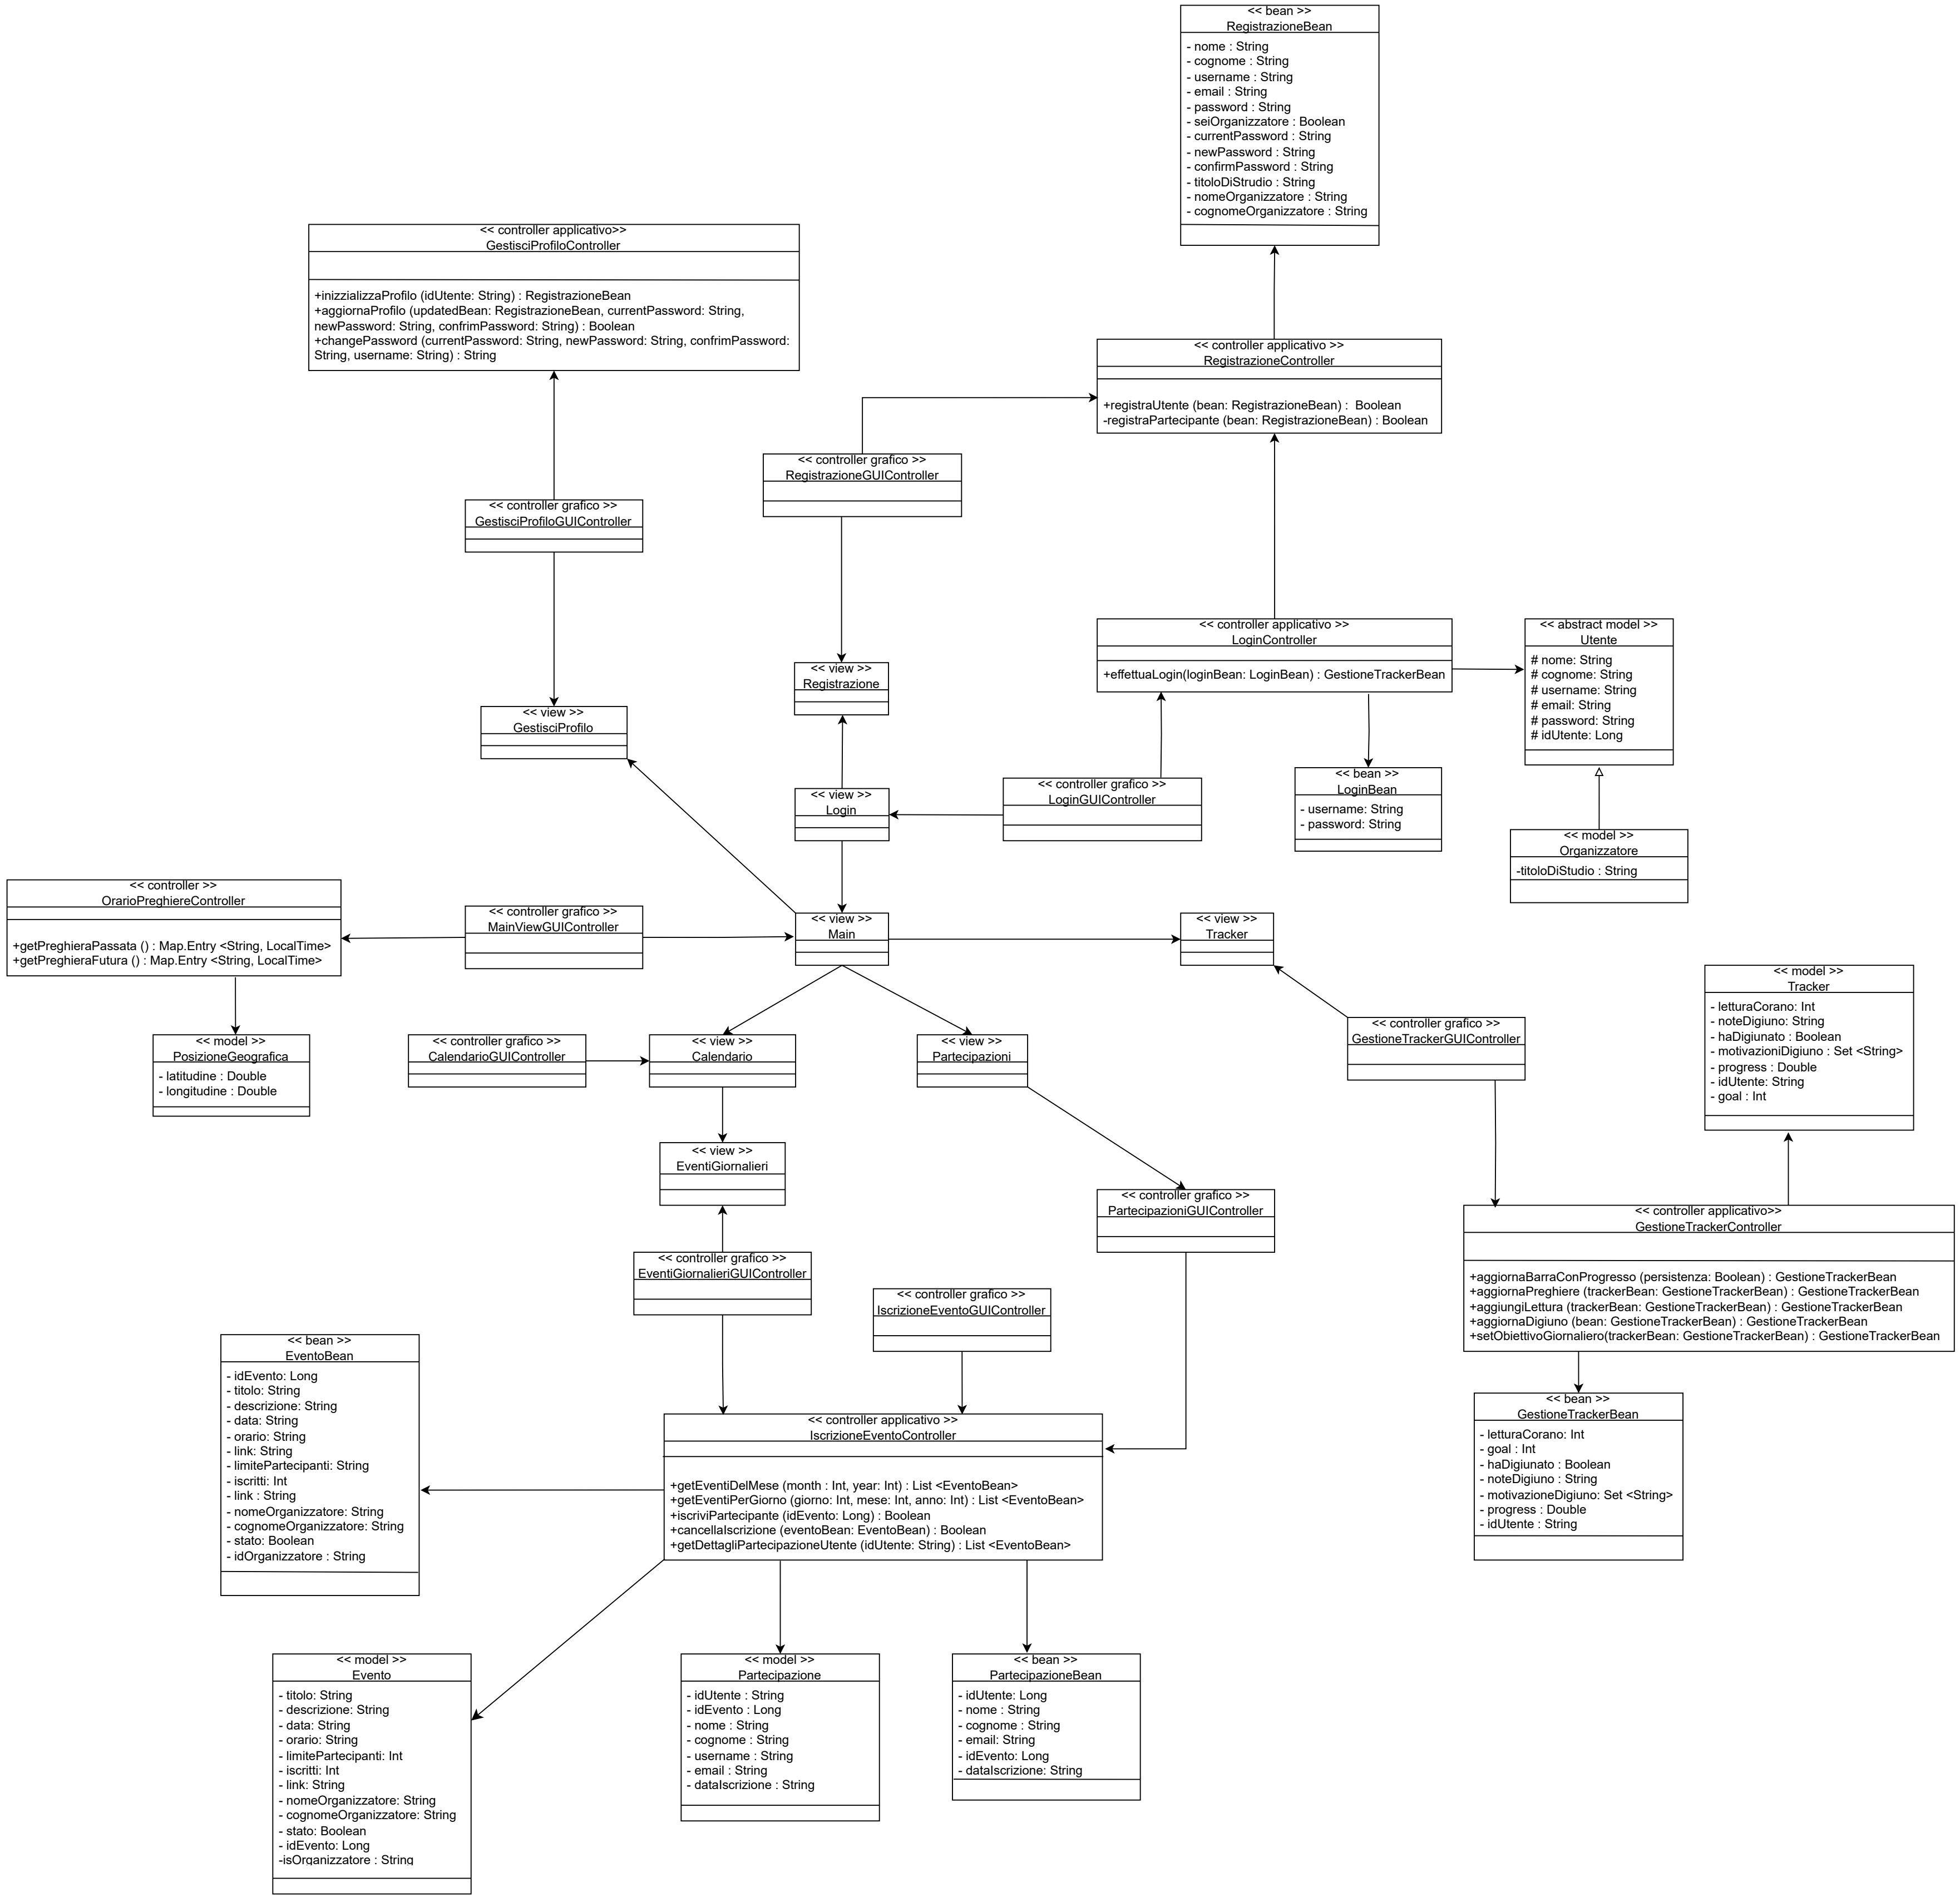 << bean >>
RegistrazioneBean
- nome : String
- cognome : String
- username : String
- email : String
- password : String
- seiOrganizzatore : Boolean
- currentPassword : String
- newPassword : String
- confirmPassword : String
- titoloDiStrudio : String
- nomeOrganizzatore : String
- cognomeOrganizzatore : String
<< controller applicativo>>
GestisciProfiloController
+inizzializzaProfilo (idUtente: String) : RegistrazioneBean
+aggiornaProfilo (updatedBean: RegistrazioneBean, currentPassword: String,
newPassword: String, confrimPassword: String) : Boolean
+changePassword (currentPassword: String, newPassword: String, confrimPassword:
String, username: String) : String
<< controller applicativo >>
RegistrazioneController
+registraUtente (bean: RegistrazioneBean) :  Boolean
-registraPartecipante (bean: RegistrazioneBean) : Boolean
<< controller grafico >>
RegistrazioneGUIController
<< controller grafico >>
GestisciProfiloGUIController
<< controller applicativo >>
LoginController
+effettuaLogin(loginBean: LoginBean) : GestioneTrackerBean
<< abstract model >>
Utente
# nome: String
# cognome: String
# username: String
# email: String
# password: String
# idUtente: Long
<< view >>
Registrazione
<< view >>
GestisciProfilo
<< view >>
Login
<< controller grafico >>
LoginGUIController
<< bean >>
LoginBean
- username: String
- password: String
<< model >>
Organizzatore
-titoloDiStudio : String
<< controller >>
OrarioPreghiereController
+getPreghieraPassata () : Map.Entry <String, LocalTime>
+getPreghieraFutura () : Map.Entry <String, LocalTime>
<< controller grafico >>
MainViewGUIController
<< view >>
Main
<< view >>
Tracker
<< model >>
Tracker
- letturaCorano: Int
- noteDigiuno: String
- haDigiunato : Boolean
- motivazioniDigiuno : Set <String>
- progress : Double
- idUtente: String
- goal : Int
<< model >>
PosizioneGeografica
- latitudine : Double
- longitudine : Double
<< controller grafico >>
CalendarioGUIController
<< view >>
Calendario
<< view >>
Partecipazioni
<< controller grafico >>
GestioneTrackerGUIController
<< view >>
EventiGiornalieri
<< controller grafico >>
PartecipazioniGUIController
<< controller applicativo>>
GestioneTrackerController
+aggiornaBarraConProgresso (persistenza: Boolean) : GestioneTrackerBean
+aggiornaPreghiere (trackerBean: GestioneTrackerBean) : GestioneTrackerBean
+aggiungiLettura (trackerBean: GestioneTrackerBean) : GestioneTrackerBean
+aggiornaDigiuno (bean: GestioneTrackerBean) : GestioneTrackerBean
+setObiettivoGiornaliero(trackerBean: GestioneTrackerBean) : GestioneTrackerBean
<< controller grafico >>
EventiGiornalieriGUIController
<< controller grafico >>
IscrizioneEventoGUIController
<< bean >>
EventoBean
- idEvento: Long
- titolo: String
- descrizione: String
- data: String
- orario: String
- link: String
- limitePartecipanti: String
- iscritti: Int
- link : String
- nomeOrganizzatore: String
- cognomeOrganizzatore: String
- stato: Boolean
- idOrganizzatore : String
<< controller applicativo >>
IscrizioneEventoController
+getEventiDelMese (month : Int, year: Int) : List <EventoBean>
+getEventiPerGiorno (giorno: Int, mese: Int, anno: Int) : List <EventoBean>
+iscriviPartecipante (idEvento: Long) : Boolean
+cancellaIscrizione (eventoBean: EventoBean) : Boolean
+getDettagliPartecipazioneUtente (idUtente: String) : List <EventoBean>
<< bean >>
GestioneTrackerBean
- letturaCorano: Int
- goal : Int
- haDigiunato : Boolean
- noteDigiuno : String
- motivazioneDigiuno: Set <String>
- progress : Double
- idUtente : String
<< model >>
Evento
- titolo: String
- descrizione: String
- data: String
- orario: String
- limitePartecipanti: Int
- iscritti: Int
- link: String
- nomeOrganizzatore: String
- cognomeOrganizzatore: String
- stato: Boolean
- idEvento: Long
-isOrganizzatore : String
<< model >>
Partecipazione
- idUtente : String
- idEvento : Long
- nome : String
- cognome : String
- username : String
- email : String
- dataIscrizione : String
<< bean >>
PartecipazioneBean
- idUtente: Long
- nome : String
- cognome : String
- email: String
- idEvento: Long
- dataIscrizione: String